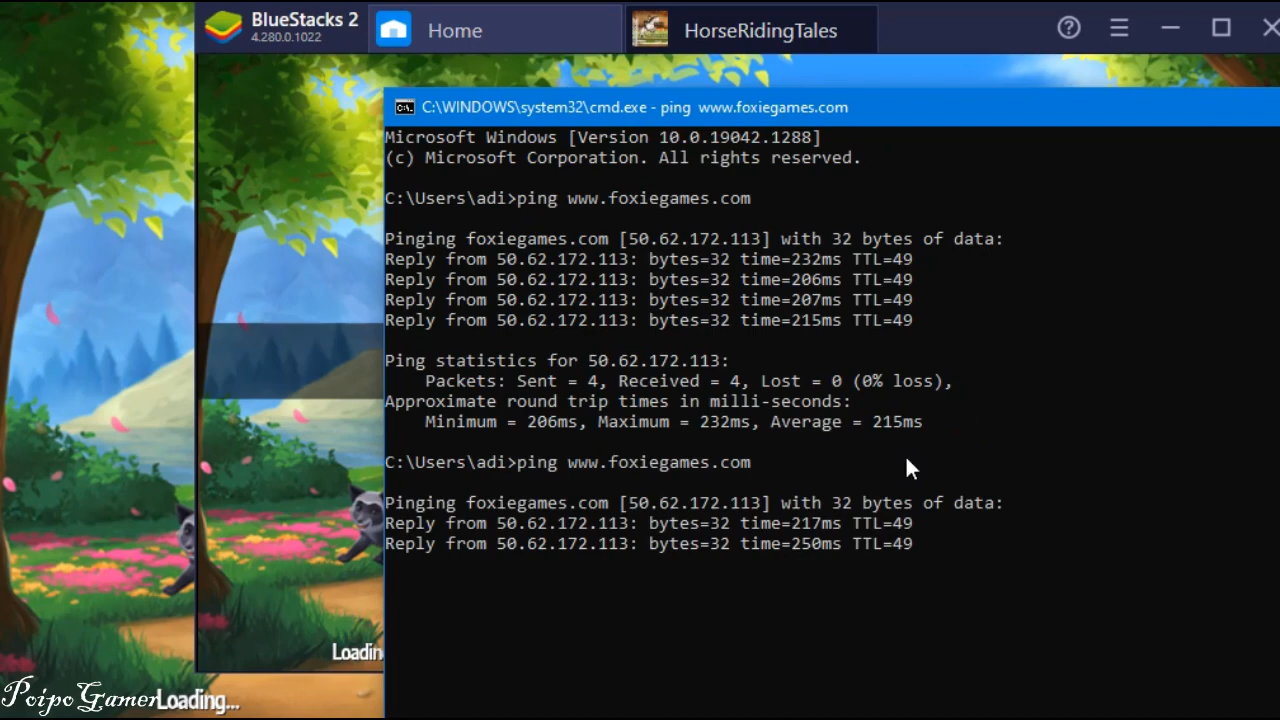 BlueStacks 2
4.280.0.1022
Home
HorseRidingTales
C:\WINDOWS\system32\cmd.exe - ping  www.foxiegames.com
Microsoft Windows [Version 10.0.19042.1288]
(c) Microsoft Corporation. All rights reserved.
C:\Users\adi>ping www.foxiegames.com
Pinging foxiegames.com [50.62.172.113] with 32 bytes of data:
Reply from 50.62.172.113: bytes=32 time=232ms TTL=49
Reply from 50.62.172.113: bytes=32 time=206ms TTL=49
Reply from 50.62.172.113: bytes=32 time=207ms TTL=49
Reply from 50.62.172.113: bytes=32 time=215ms TTL=49
Ping statistics for 50.62.172.113:
    Packets: Sent = 4, Received = 4, Lost = 0 (0% loss),
Approximate round trip times in milli-seconds:
    Minimum = 206ms, Maximum = 232ms, Average = 215ms
C:\Users\adi>ping www.foxiegames.com
Pinging foxiegames.com [50.62.172.113] with 32 bytes of data:
Reply from 50.62.172.113: bytes=32 time=217ms TTL=49
Reply from 50.62.172.113: bytes=32 time=250ms TTL=49
Loadin
PoipoGamer
Loading...